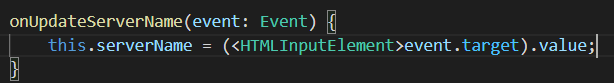 onUpdateServerName(event: Event) {
    this.serverName = (<HTMLInputElement>event.target).value;
}